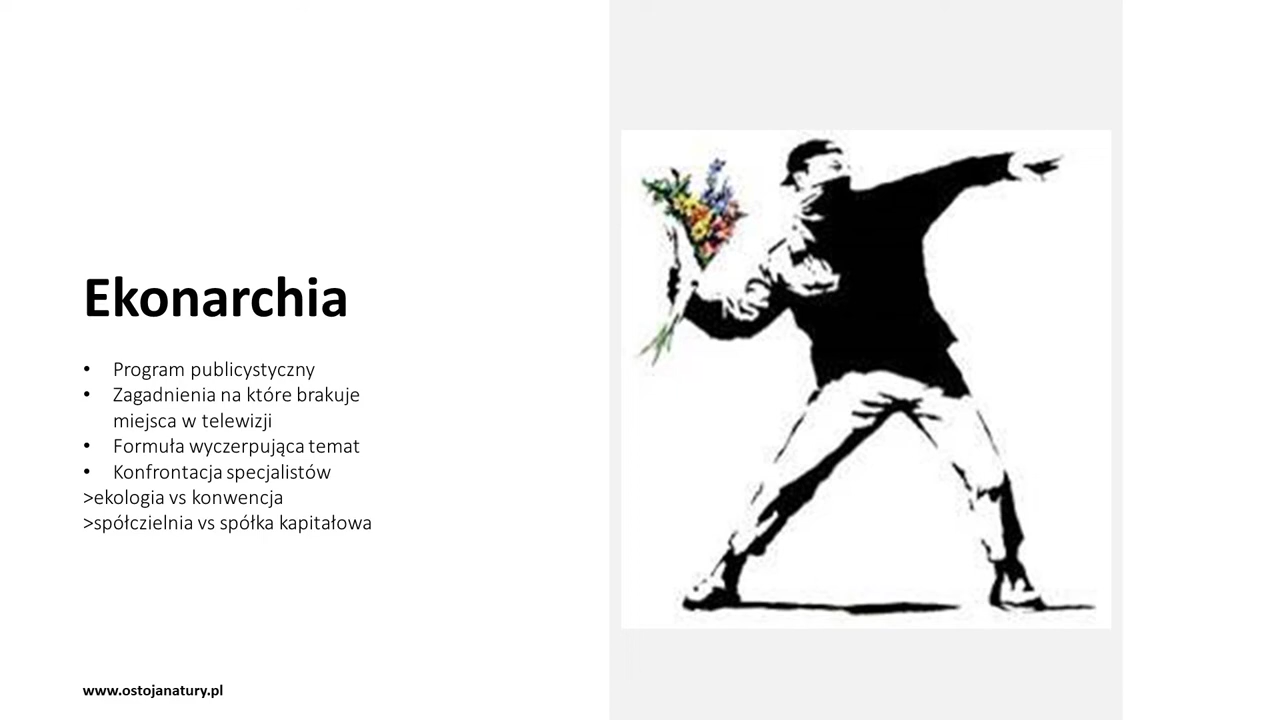 Ekonarchia
• Program publicystyczny
• Zagadnienia na które brakuje
miejsca w telewizji
• Formuła wyczerpująca temat
• Konfrontacja specjalistów
>ekologia vs konwencja
>spółczielnia vs spółka kapitałowa
www.ostojanatury.pl